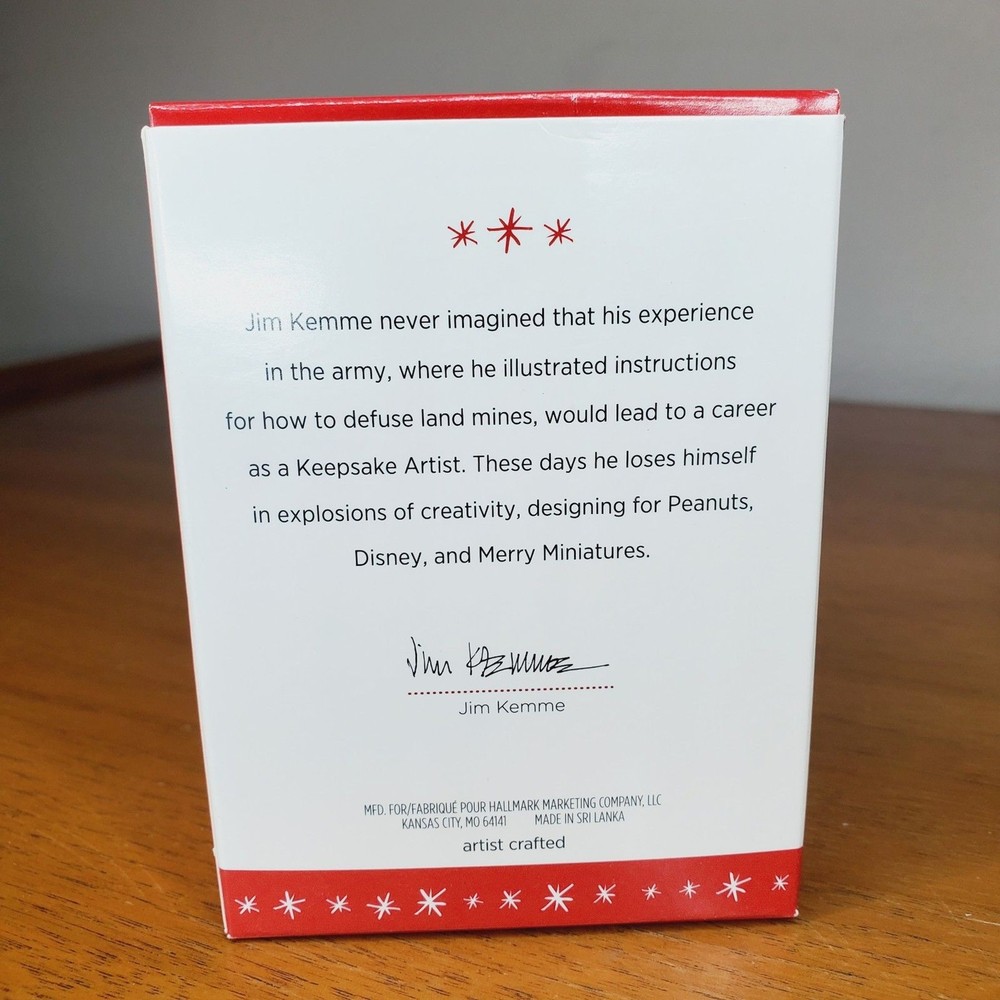 Jim Kemme never imagined that his experience
in the army, where he illustrated instructions
for how to defuse land mines, would lead to a career
as a Keepsake Artist. These days he loses himself
in explosions of creativity, designing for Peanuts,
Disney, and Merry Miniatures.
Jim Kemme
Jim Kemme
MFD. FOR/FABRIQUÉ POUR HALLMARK MARKETING COMPANY, LLC
KANSAS CITY, MO 64141 MADE IN SRI LANKA
artist crafted